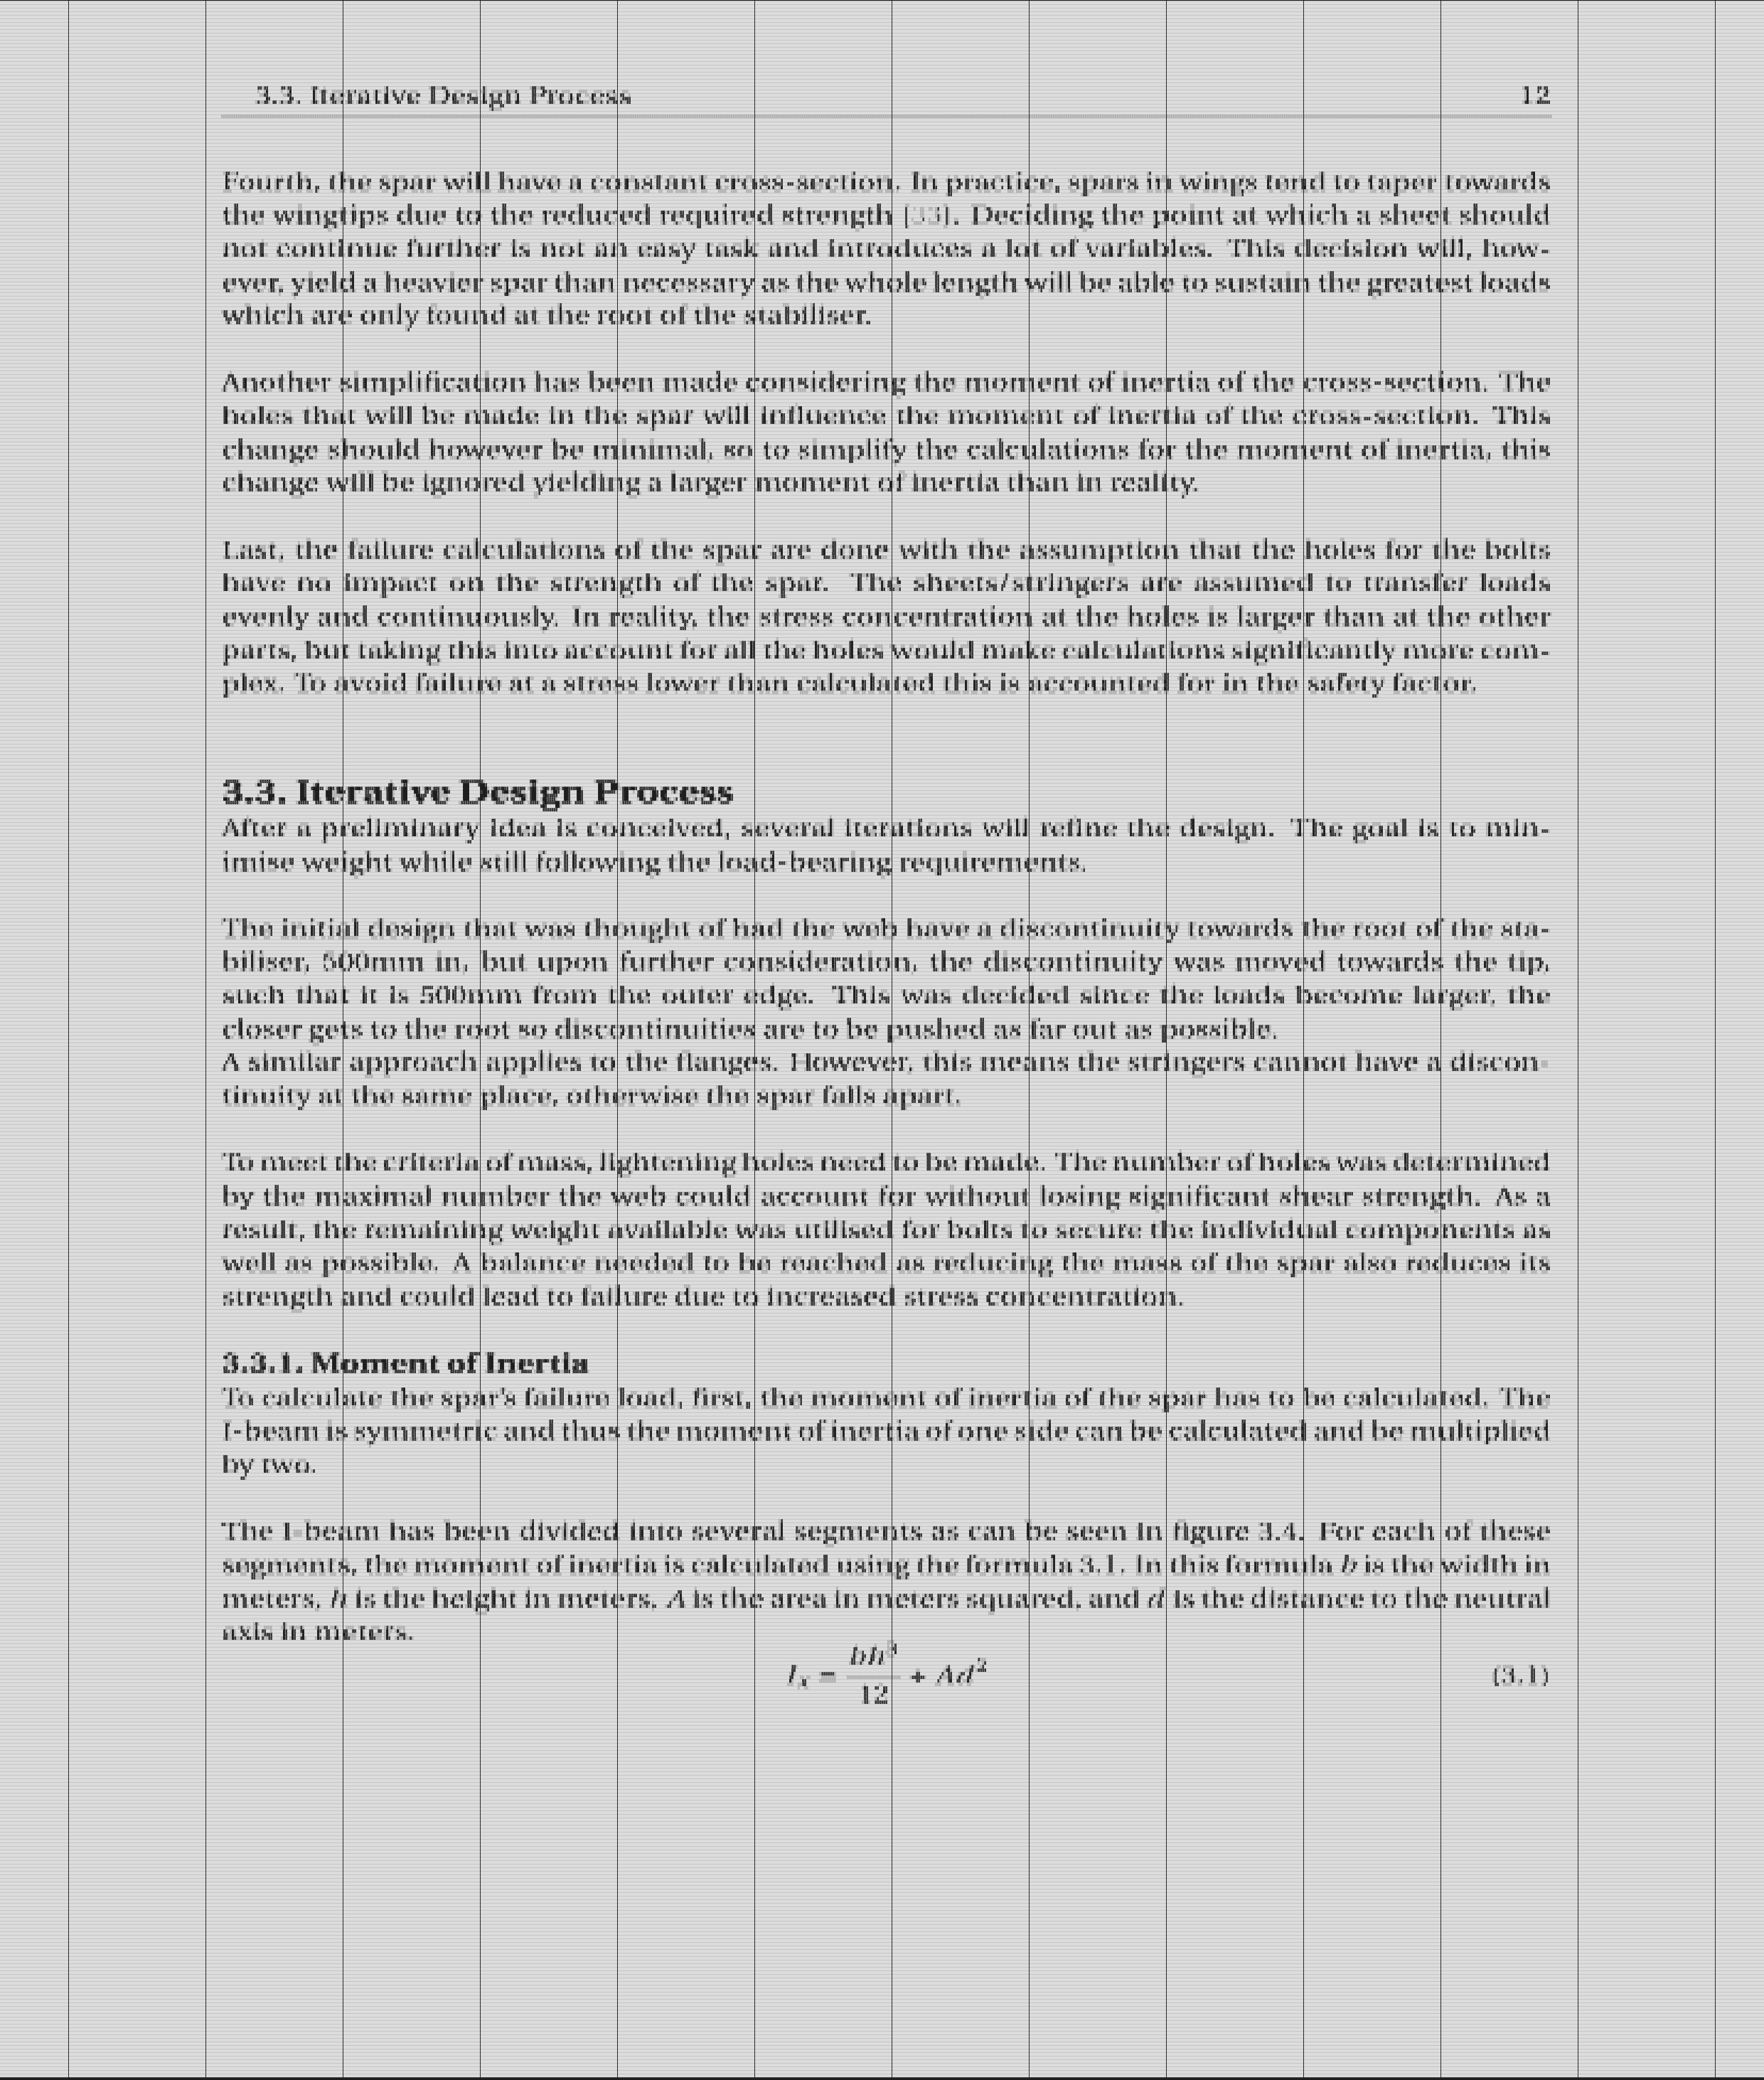 3.3. Iterative Design Process 12
Fourth, the spar will have a constant cross-section. In practice, spars in wings tend to taper towards
the wingtips due to the reduced required strength [33]. Deciding the point at which a sheet should
not continue further is not an easy task and introduces a lot of variables. This decision will, how-
ever, yield a heavier spar than necessary as the whole length will be able to sustain the greatest loads
which are only found at the root of the stabiliser.
Another simplification has been made considering the moment of inertia of the cross-section. The
holes that will be made in the spar will influence the moment of inertia of the cross-section. This
change should however be minimal, so to simplify the calculations for the moment of inertia, this
change will be ignored yielding a larger moment of inertia than in reality.
Last, the failure calculations of the spar are done with the assumption that the holes for the bolts
have no impact on the strength of the spar. The sheets/stringers are assumed to transfer loads
evenly and continuously. In reality, the stress concentration at the holes is larger than at the other
parts, but taking this into account for all the holes would make calculations significantly more com-
plex. To avoid failure at a stress lower than calculated this is accounted for in the safety factor.
3.3. Iterative Design Process
After a preliminary idea is conceived, several iterations will refine the design. The goal is to min-
imise weight while still following the load-bearing requirements.
The initial design that was thought of had the web have a discontinuity towards the root of the sta-
biliser, 500mm in, but upon further consideration, the discontinuity was moved towards the tip,
such that it is 500mm from the outer edge. This was decided since the loads become larger, the
closer gets to the root so discontinuities are to be pushed as far out as possible.
A similar approach applies to the flanges. However, this means the stringers cannot have a discon-
tinuity at the same place, otherwise the spar falls apart.
To meet the criteria of mass, lightening holes need to be made. The number of holes was determined
by the maximal number the web could account for without losing significant shear strength. As a
result, the remaining weight available was utilised for bolts to secure the individual components as
well as possible. A balance needed to be reached as reducing the mass of the spar also reduces its
strength and could lead to failure due to increased stress concentration.
3.3.1. Moment of Inertia
To calculate the spar's failure load, first, the moment of inertia of the spar has to be calculated. The
I-beam is symmetric and thus the moment of inertia of one side can be calculated and be multiplied
by two.
The I-beam has been divided into several segments as can be seen in figure 3.4. For each of these
segments, the moment of inertia is calculated using the formula 3.1. In this formula b is the width in
meters, h is the height in meters, A is the area in meters squared, and d is the distance to the neutral
axis in meters.
Iₓ = bh³/12 + Ad² (3.1)